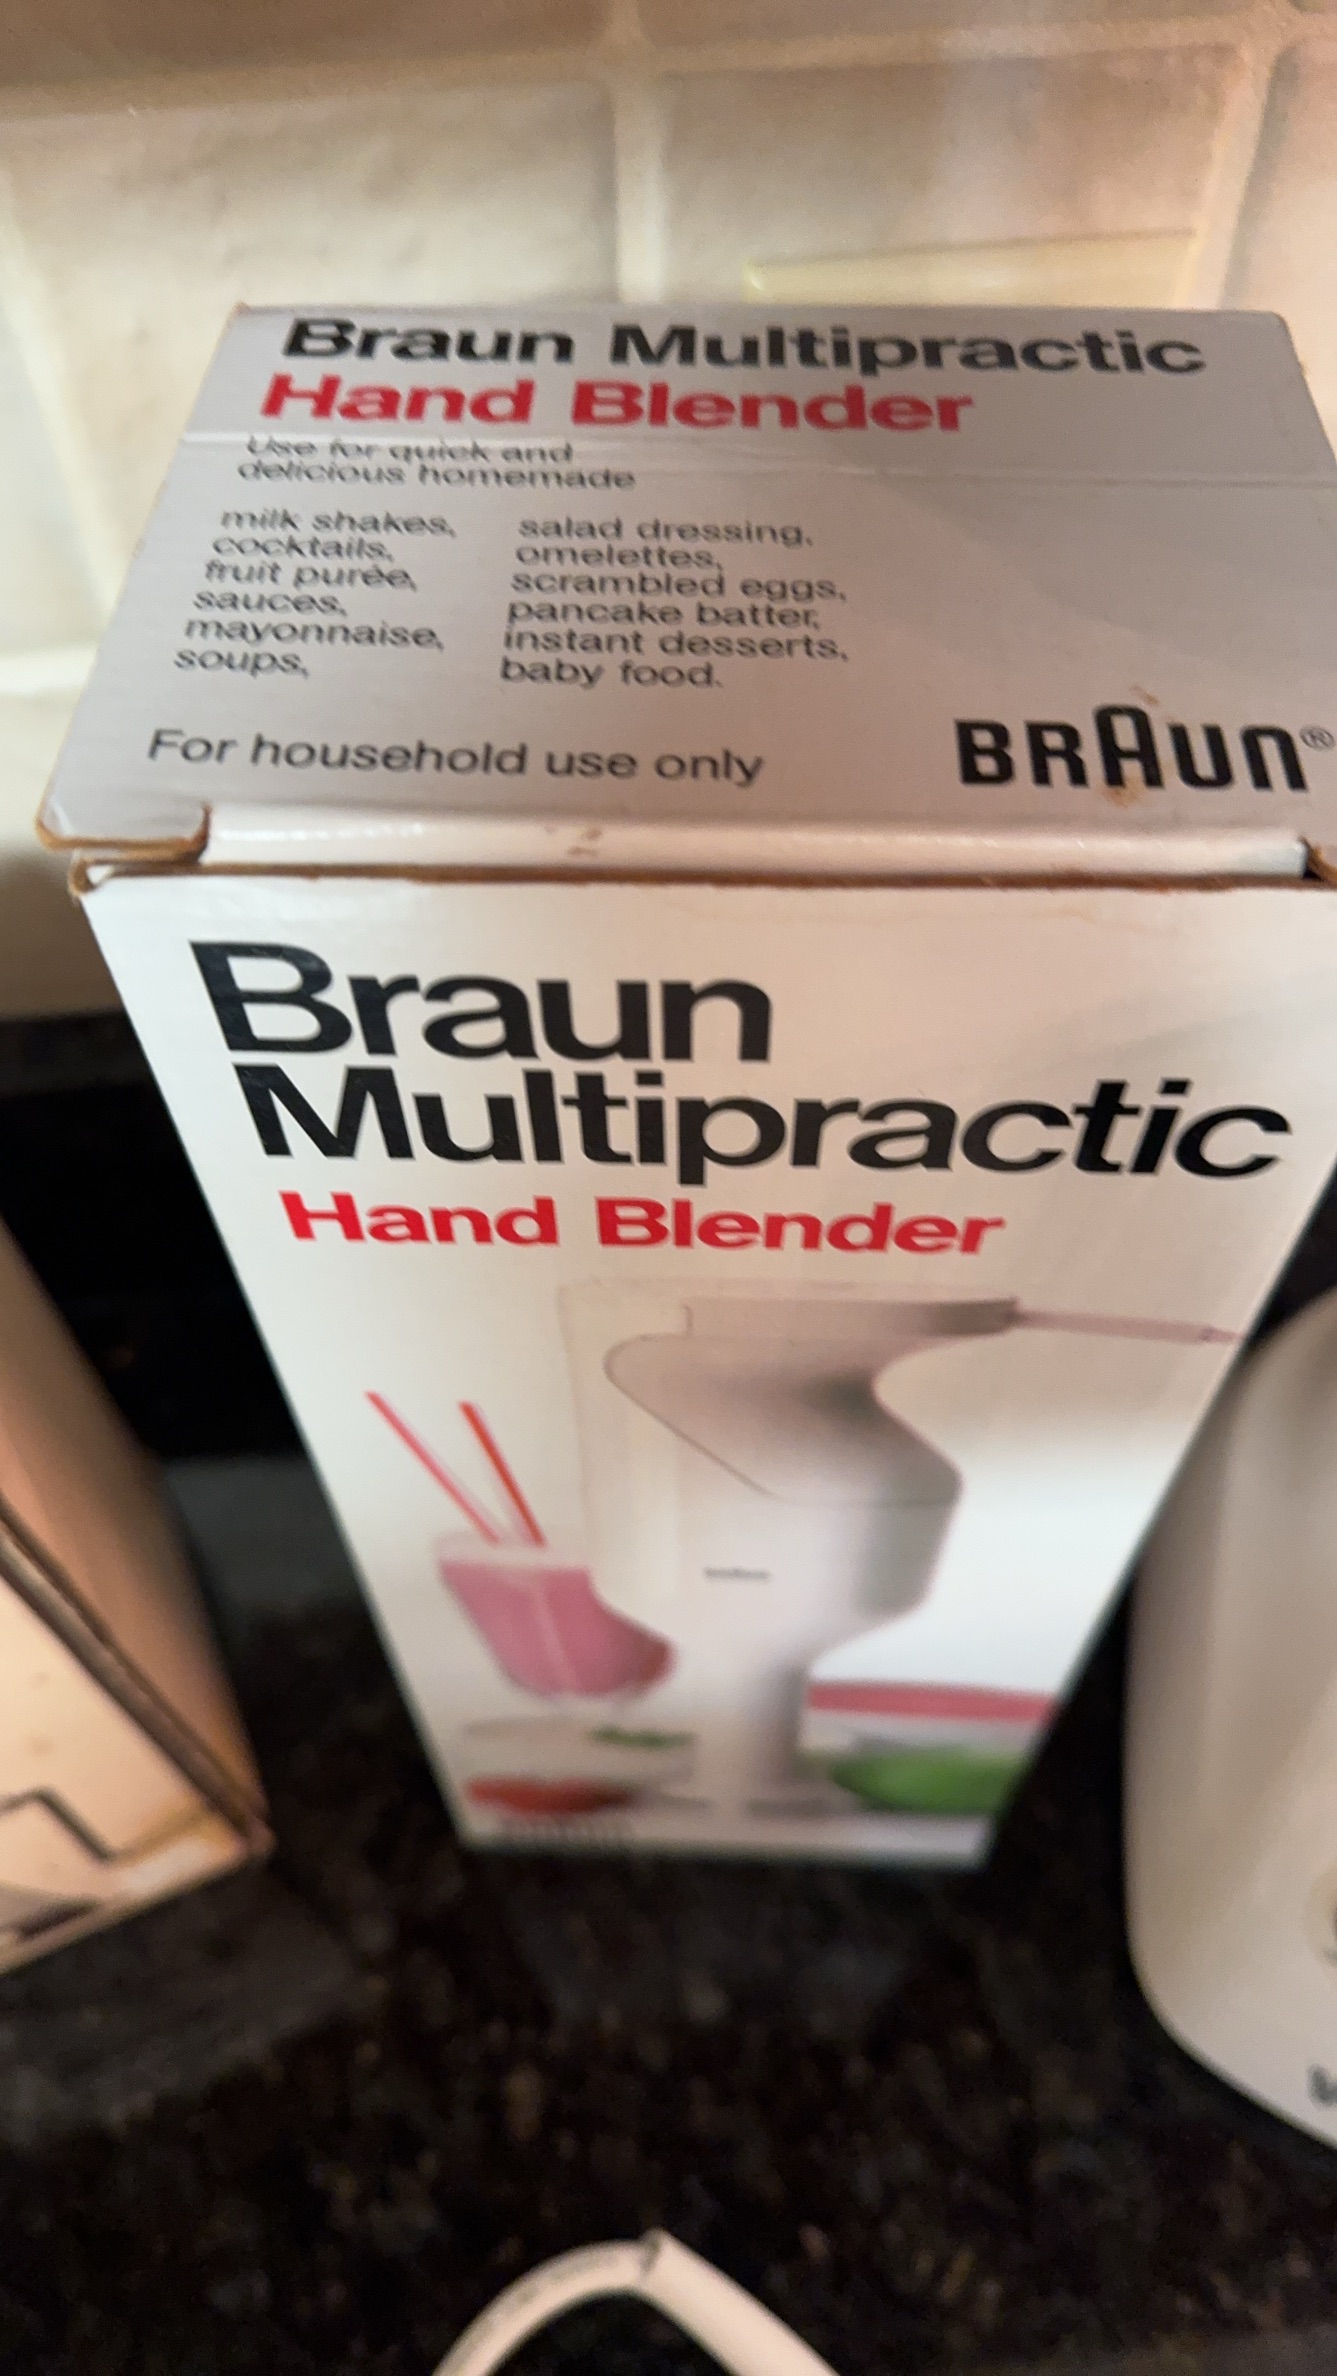 Braun Multipractic
Hand Blender
Use for quick and
delicious homemade
milk shakes,
cocktails,
fruit purée,
sauces,
mayonnaise,
soups,
salad dressing,
omelettes,
scrambled eggs,
pancake batter,
instant desserts,
baby food.
For household use only
BRAUN®
Braun
Multipractic
Hand Blender